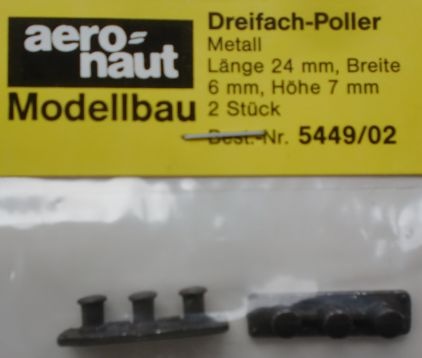 aero-
naut
Modellbau
Dreifach-Poller
Metall
Länge 24 mm, Breite
6 mm, Höhe 7 mm
2 Stück
Best.-Nr. 5449/02